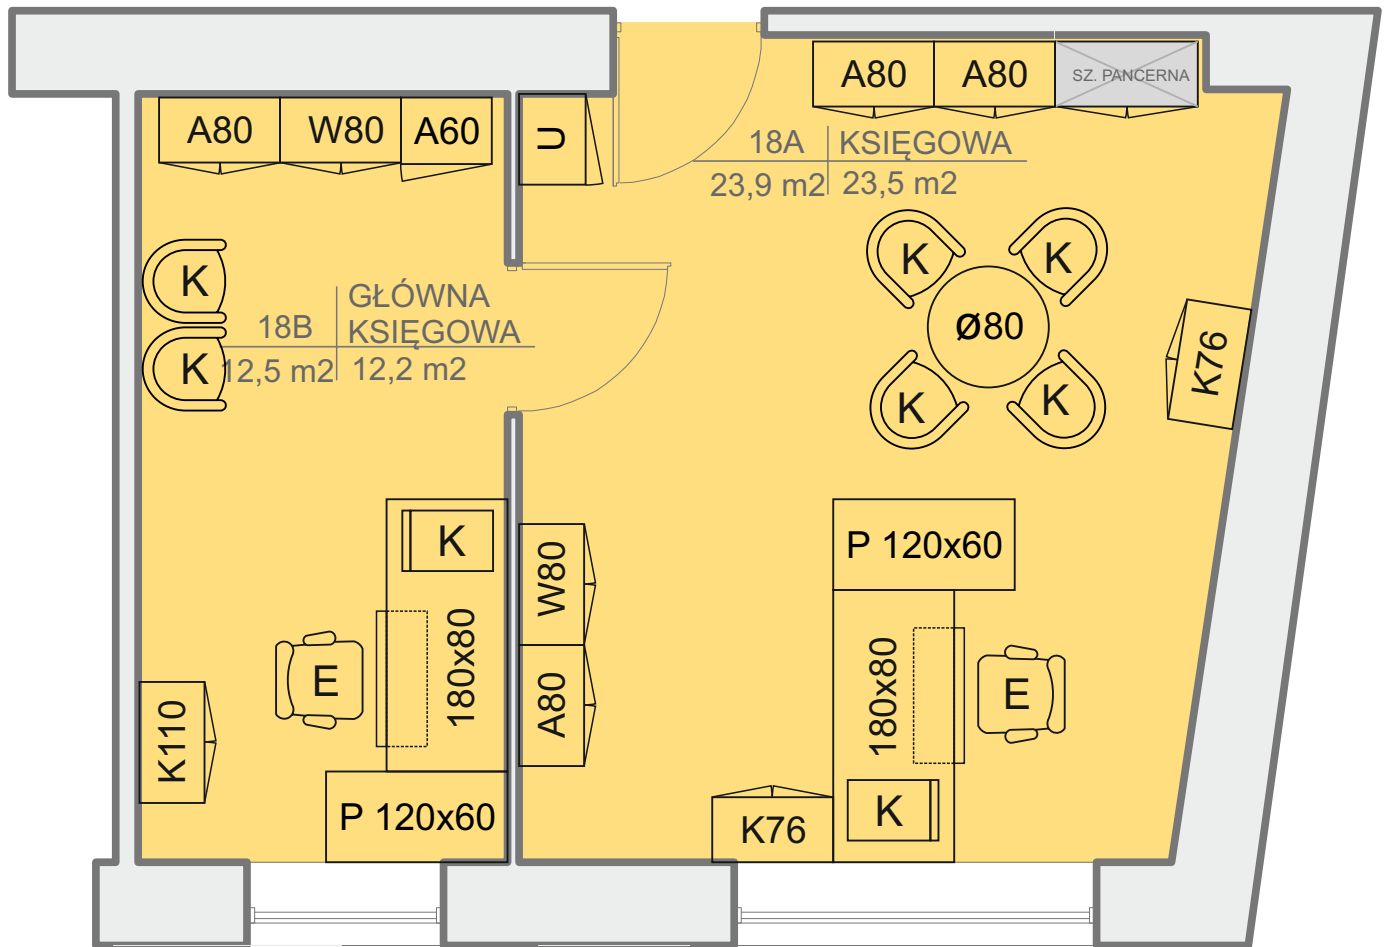 A80 A80 SZ. PANCERNA
A80 W80 A60 U
18A KSIĘGOWA
23,9 m2 23,5 m2
K K
K
GŁÓWNA
18B KSIĘGOWA
12,5 m2 12,2 m2
K
Ø80
K76
K K
K
P 120x60
W80
180x80
180x80
E
E
A80
K110
K
P 120x60
K76